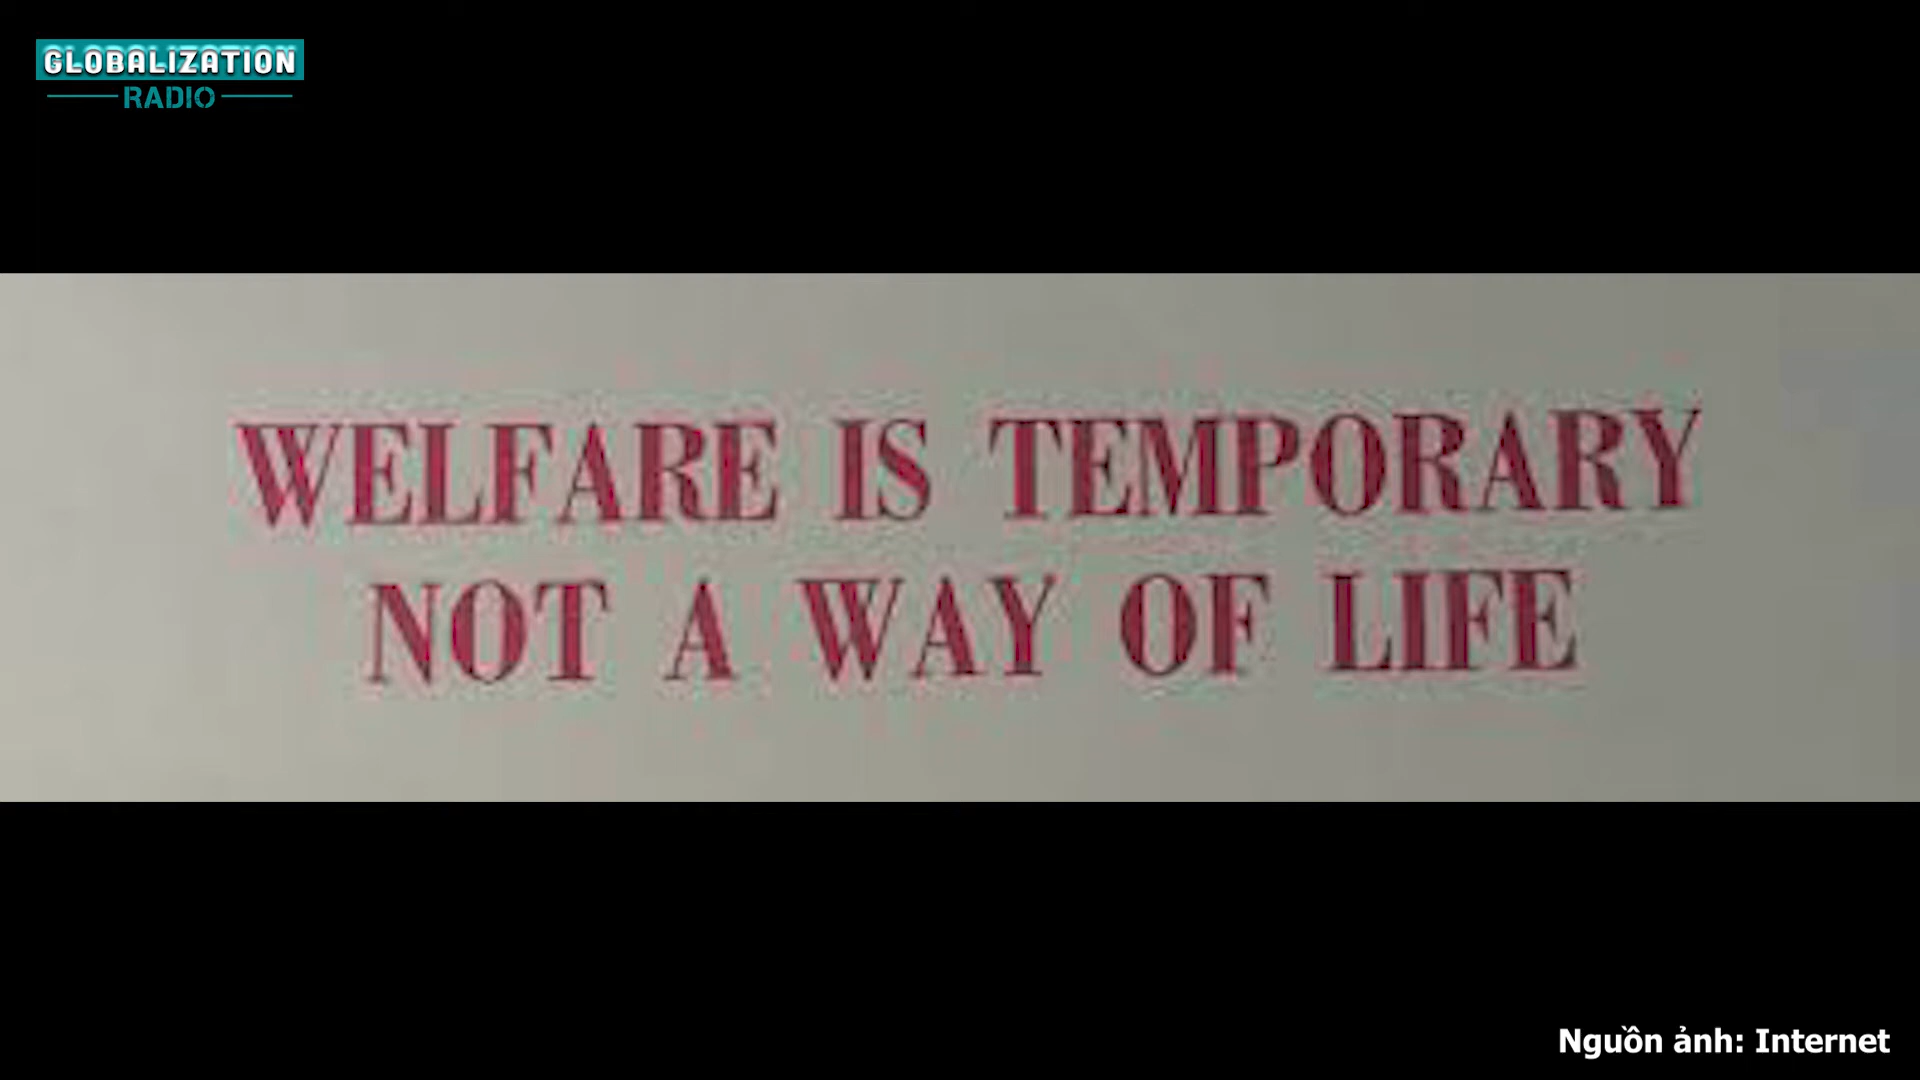 GLOBALIZATION
RADIO
WELFARE IS TEMPORARY
NOT A WAY OF LIFE
Nguồn ảnh: Internet